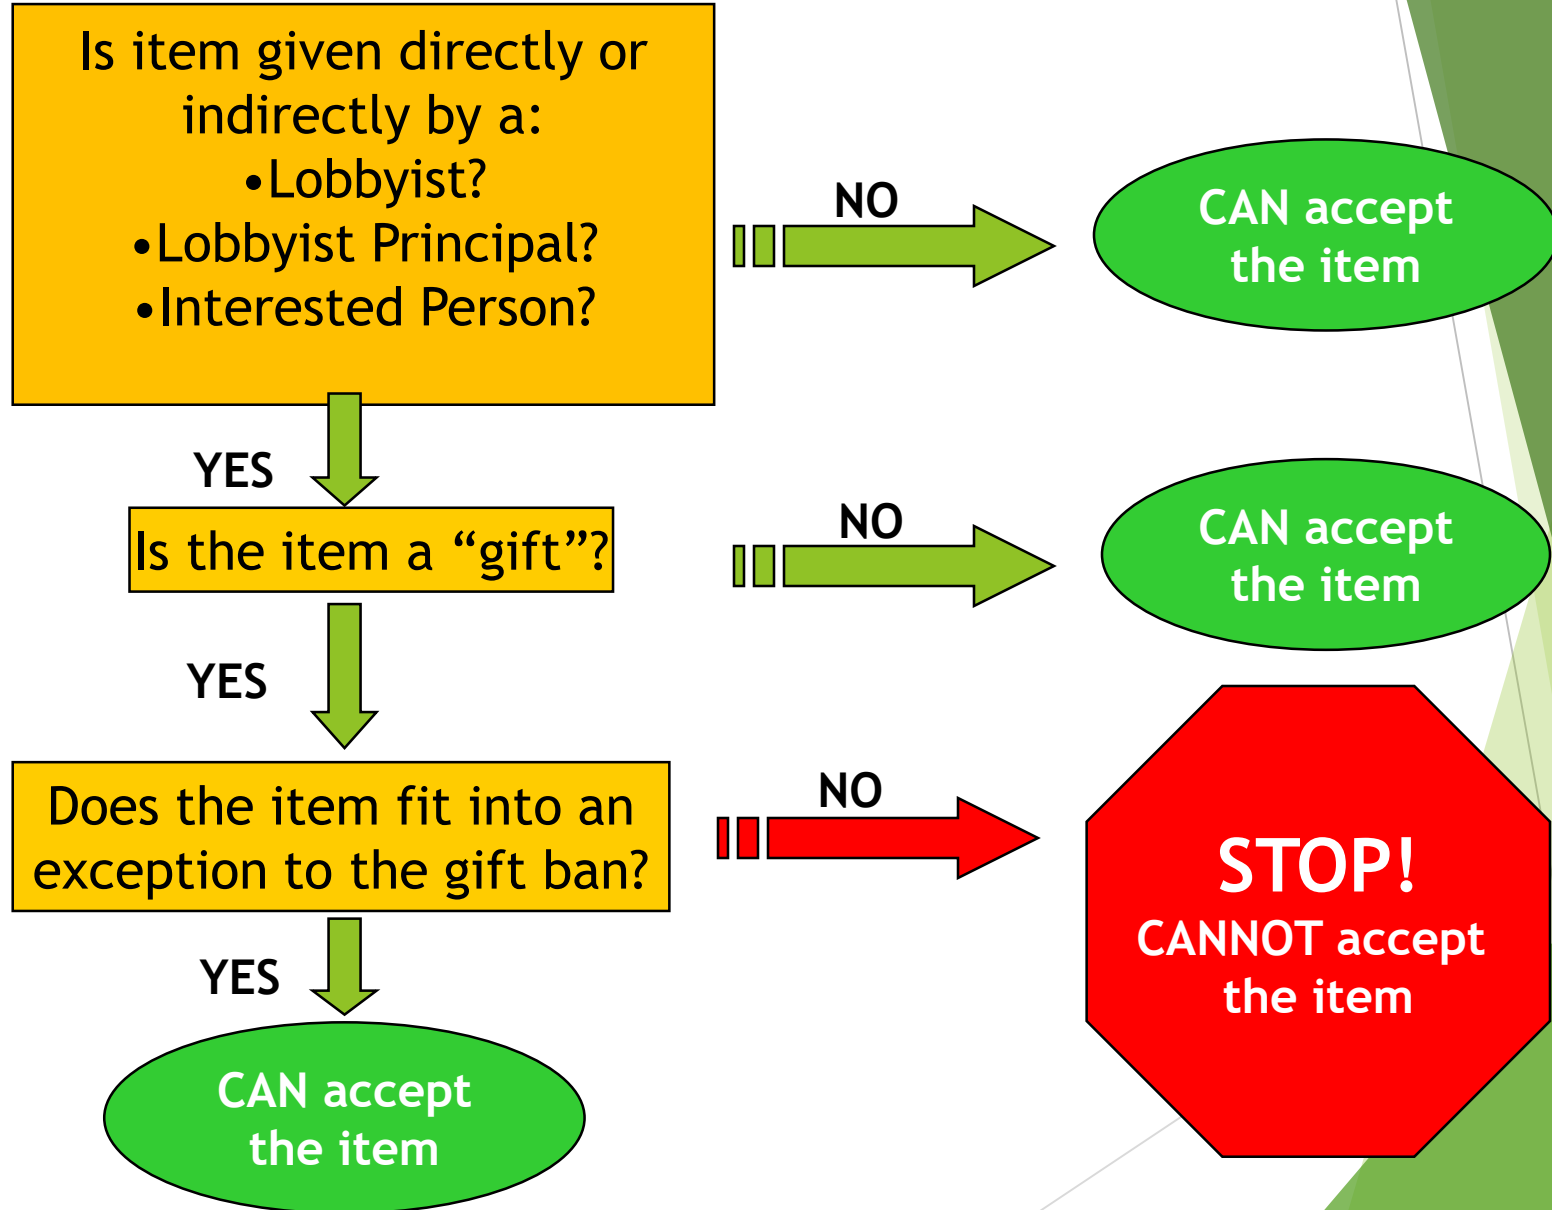 Is item given directly or
indirectly by a:
•Lobbyist?
•Lobbyist Principal?
•Interested Person?
NO
CAN accept
the item
YES
Is the item a “gift”?
NO
CAN accept
the item
YES
Does the item fit into an
exception to the gift ban?
NO
STOP!
CANNOT accept
the item
YES
CAN accept
the item